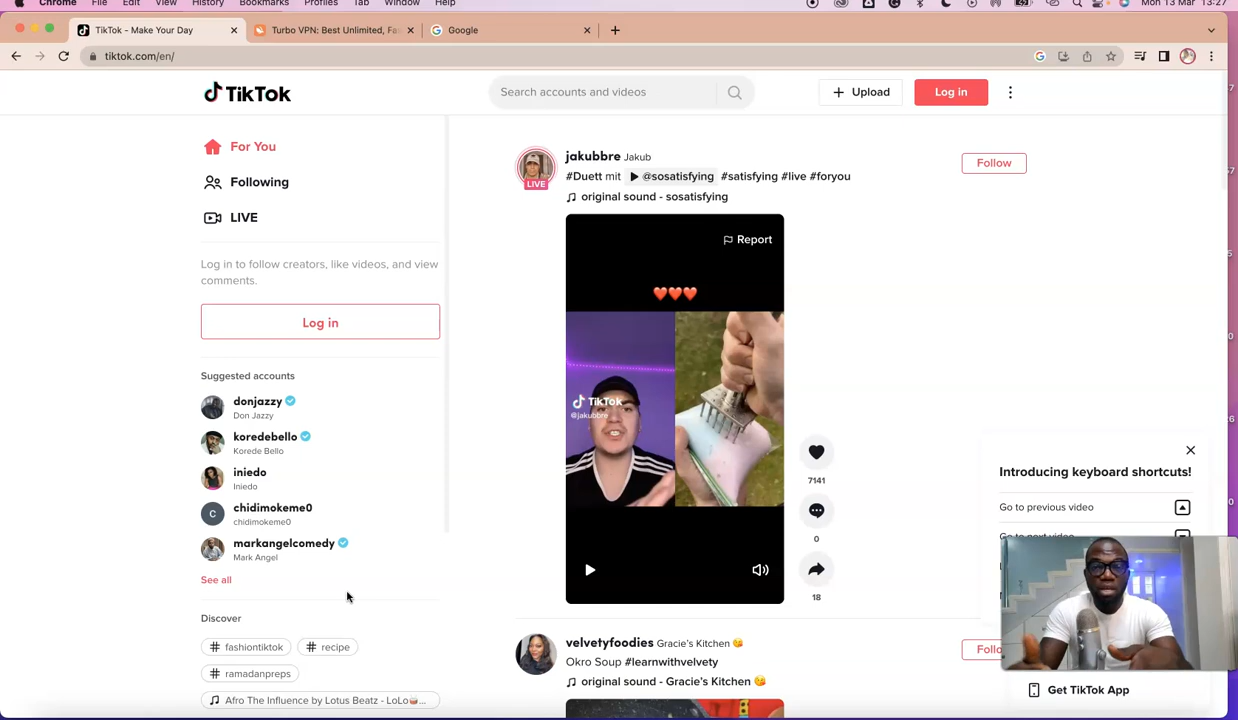 Chrome File Edit View History Bookmarks Profiles Tab Window Help Mon 13 Mar 13:27
TikTok - Make Your Day
Turbo VPN: Best Unlimited, Fa
Google
tiktok.com/en/
TikTok
Search accounts and videos
Upload
Log in
For You
Following
LIVE
Log in to follow creators, like videos, and view
comments.
Log in
Suggested accounts
donjazzy
Don Jazzy
koredebello
Korede Bello
iniedo
Iniedo
C
chidimokeme0
chidimokeme0
markangelcomedy
Mark Angel
See all
Discover
# fashiontiktok
# recipe
# ramadanpreps
Afro The Influence by Lotus Beatz - LoLo🥁...
LIVE
jakubbre Jakub
#Duett mit @sosatisfying #satisfying #live #foryou
original sound - sosatisfying
Follow
Report
❤️❤️❤️
TikTok
@jakubbre
7141
0
18
velvetyfoodies Gracie's Kitchen 😘
Okro Soup #learnwithvelvety
original sound - Gracie's Kitchen 😘
Introducing keyboard shortcuts!
Go to previous video
Go to next video
Get TikTok App